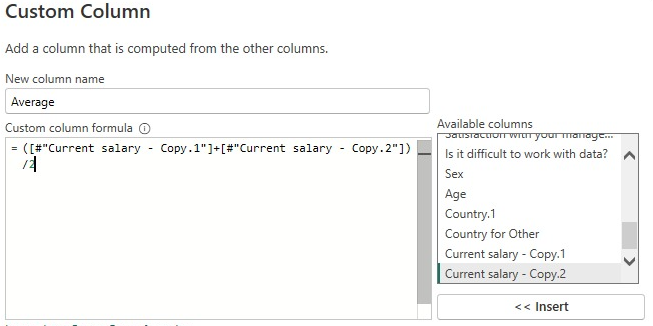 Custom Column
Add a column that is computed from the other columns.
New column name
Average
Custom column formula
= ([#"Current salary - Copy.1"]+[#"Current salary - Copy.2"])
/2
Available columns
Satisfaction with your manage...
Is it difficult to work with data?
Sex
Age
Country.1
Country for Other
Current salary - Copy.1
Current salary - Copy.2
<< Insert